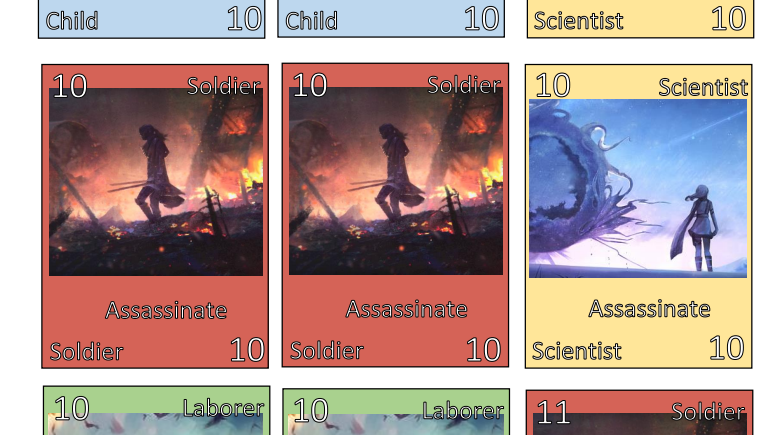 Child 10
Child 10
Scientist 10
10 Soldier
10 Soldier
10 Scientist
Assassinate
Assassinate
Assassinate
Soldier 10
Soldier 10
Scientist 10
10 Laborer
10 Laborer
11 Soldier